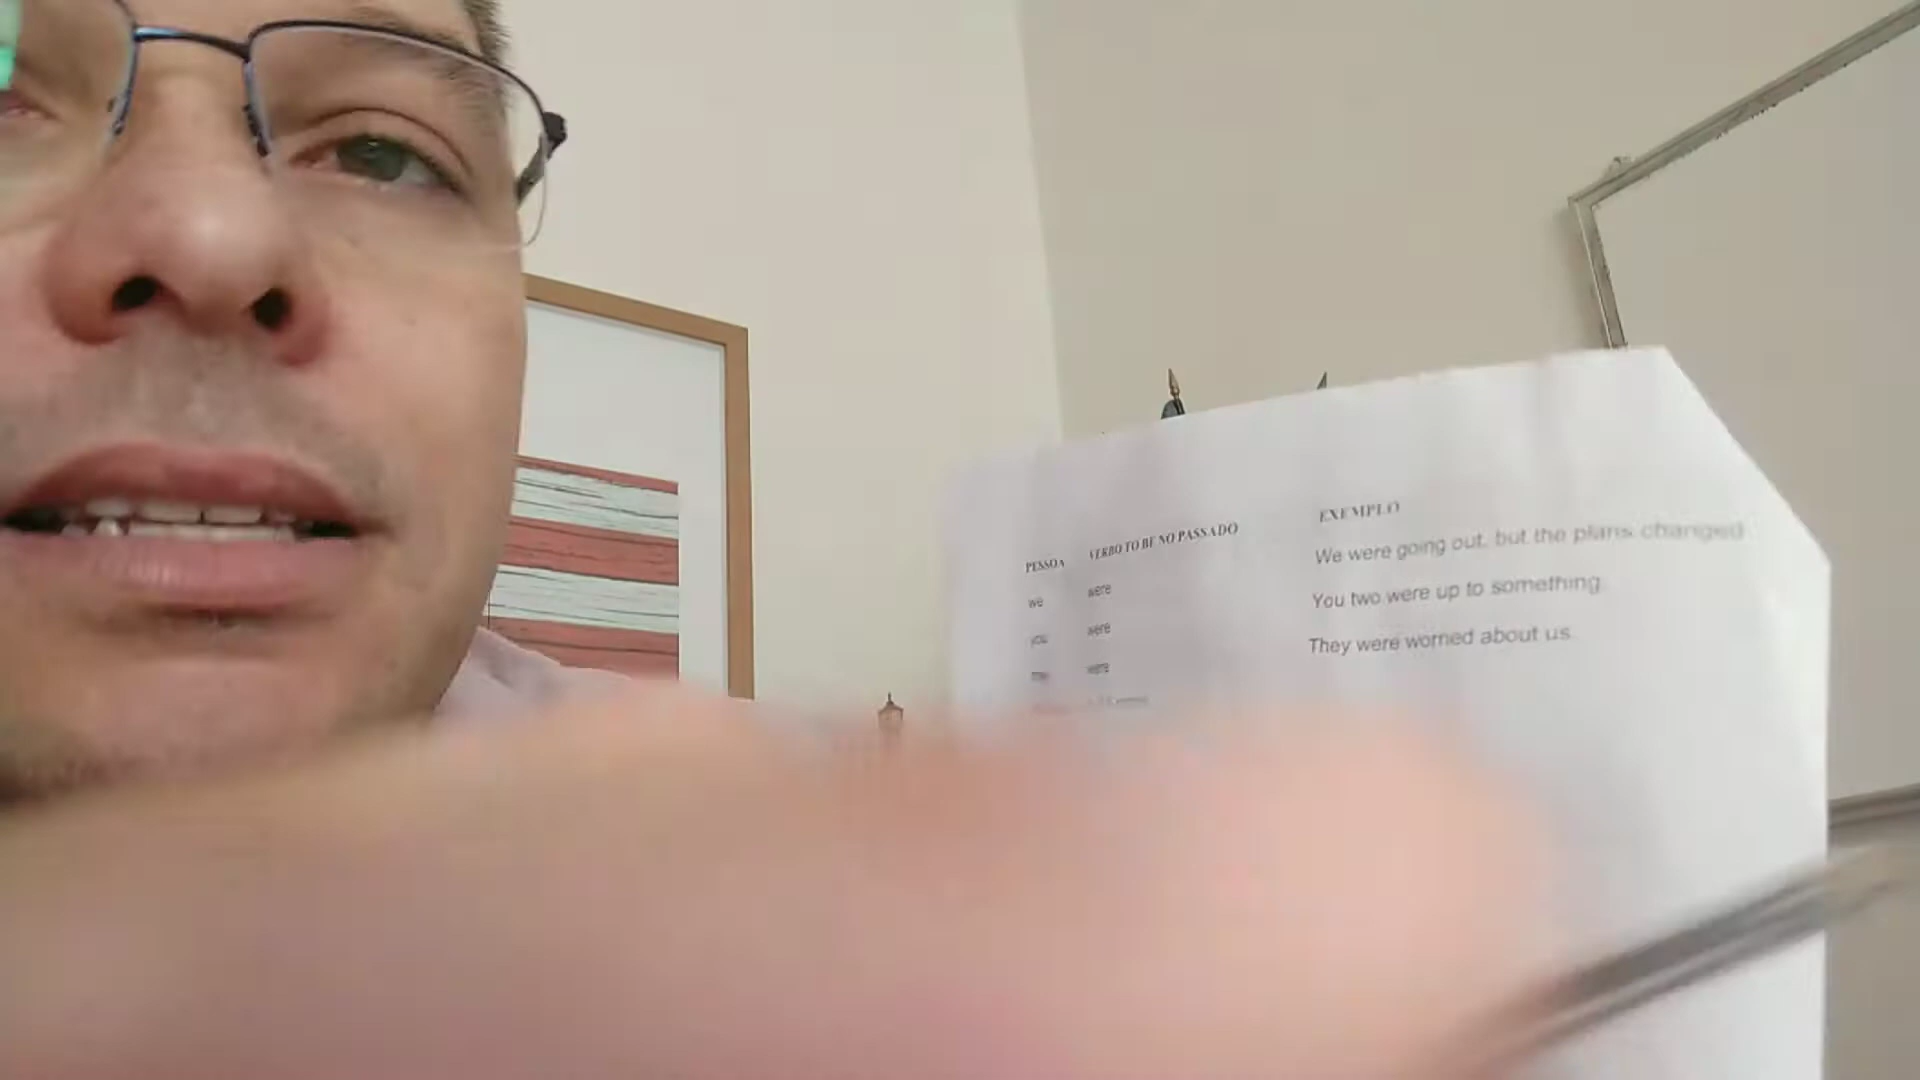 PESSOA VERBO TO BE NO PASSADO EXEMPLO
we were We were going out, but the plans changed
you were You two were up to something.
were They were worried about us.